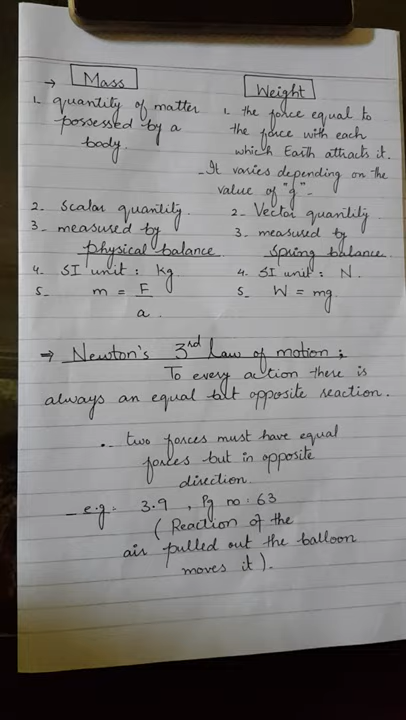 → Mass
1. quantity of matter
possessed by a
body.
2. Scalar quantity.
3. measured by
physical balance
4. SI unit : Kg
5. m = F
a
Weight
1. the force equal to
the force with each
which Earth attracts it.
- It varies depending on the
value of "g" -
2. Vector quantity.
3. measured by
Spring balance.
4. SI unit : N.
5. W = mg
⇒ Newton's 3rd Law of motion ;
To every action there is
always an equal but opposite reaction.
• two forces must have equal
forces but in opposite
direction.
- e.g: 3.9 , Pg no: 63
( Reaction of the
air pulled out the balloon
moves it ).